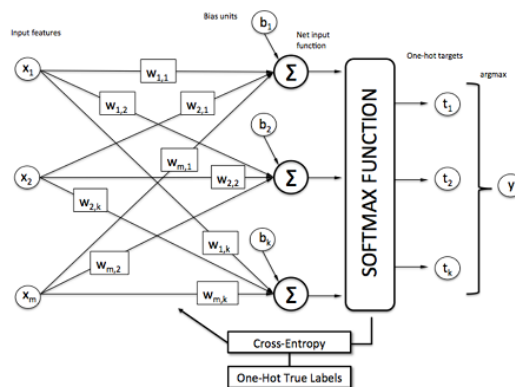 Input features
Bias units
b1
Net input
function
One-hot targets
argmax
x1
w1,1
Σ
t1
w1,2
w2,1
b2
wm,1
x2
w2,2
Σ
SOFTMAX FUNCTION
t2
y
w2,k
bk
w1,k
wm,2
t k
xm
wm,k
Σ
Cross-Entropy
One-Hot True Labels